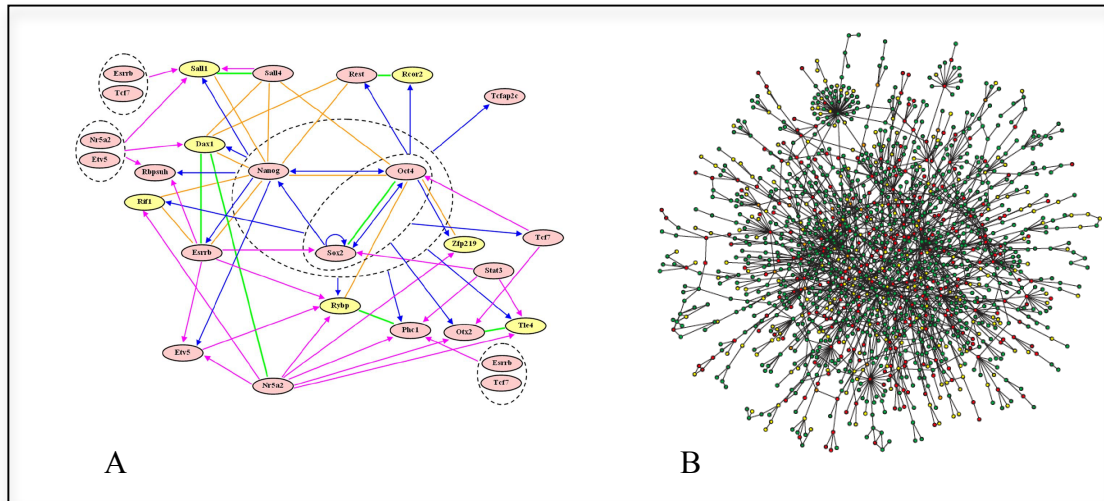 Esrrb
Tcf7
Sall1
Sall4
Rest
Rcor2
Tcfap2c
Nr5a2
Etv5
Dax1
Rbpsuh
Nanog
Oct4
Rif1
Esrrb
Sox2
Zfp219
Tcf7
Stat3
Rybp
Phc1
Otx2
Tle4
Etv5
Nr5a2
Esrrb
Tcf7
A
B